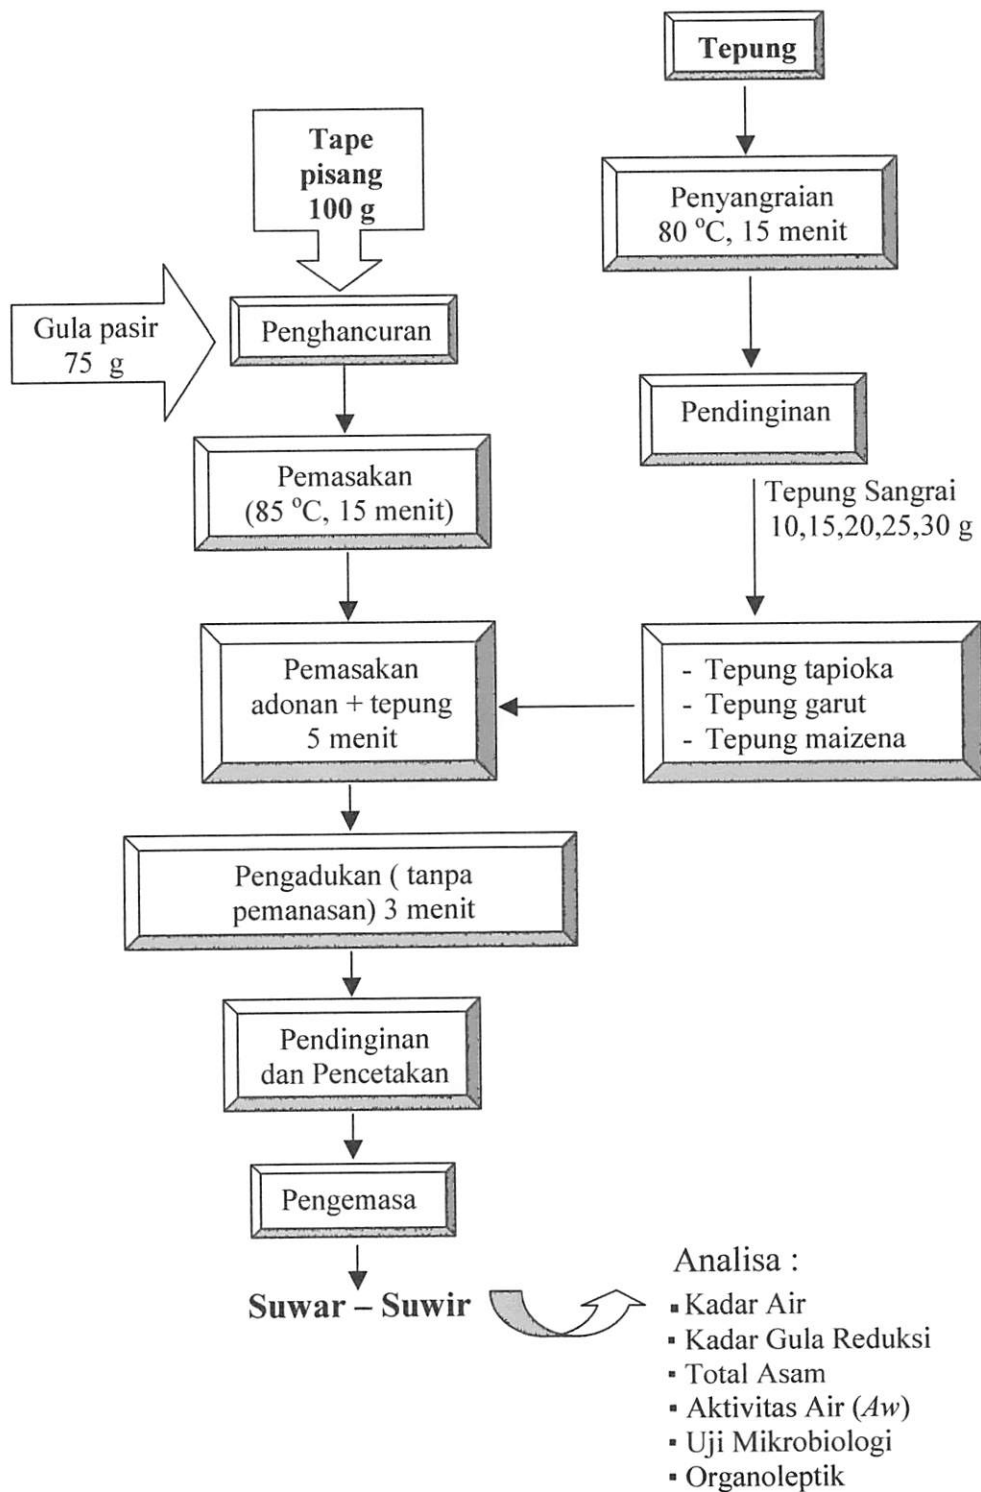 Tepung
Tape
pisang
100 g
Penyangraian
80 °C, 15 menit
Gula pasir
75 g
Penghancuran
Pendinginan
Pemasakan
(85 °C, 15 menit)
Tepung Sangrai
10,15,20,25,30 g
Pemasakan
adonan + tepung
5 menit
- Tepung tapioka
- Tepung garut
- Tepung maizena
Pengadukan ( tanpa
pemanasan) 3 menit
Pendinginan
dan Pencetakan
Pengemasa
Suwar – Suwir
Analisa :
▪ Kadar Air
▪ Kadar Gula Reduksi
▪ Total Asam
▪ Aktivitas Air (Aw)
▪ Uji Mikrobiologi
▪ Organoleptik